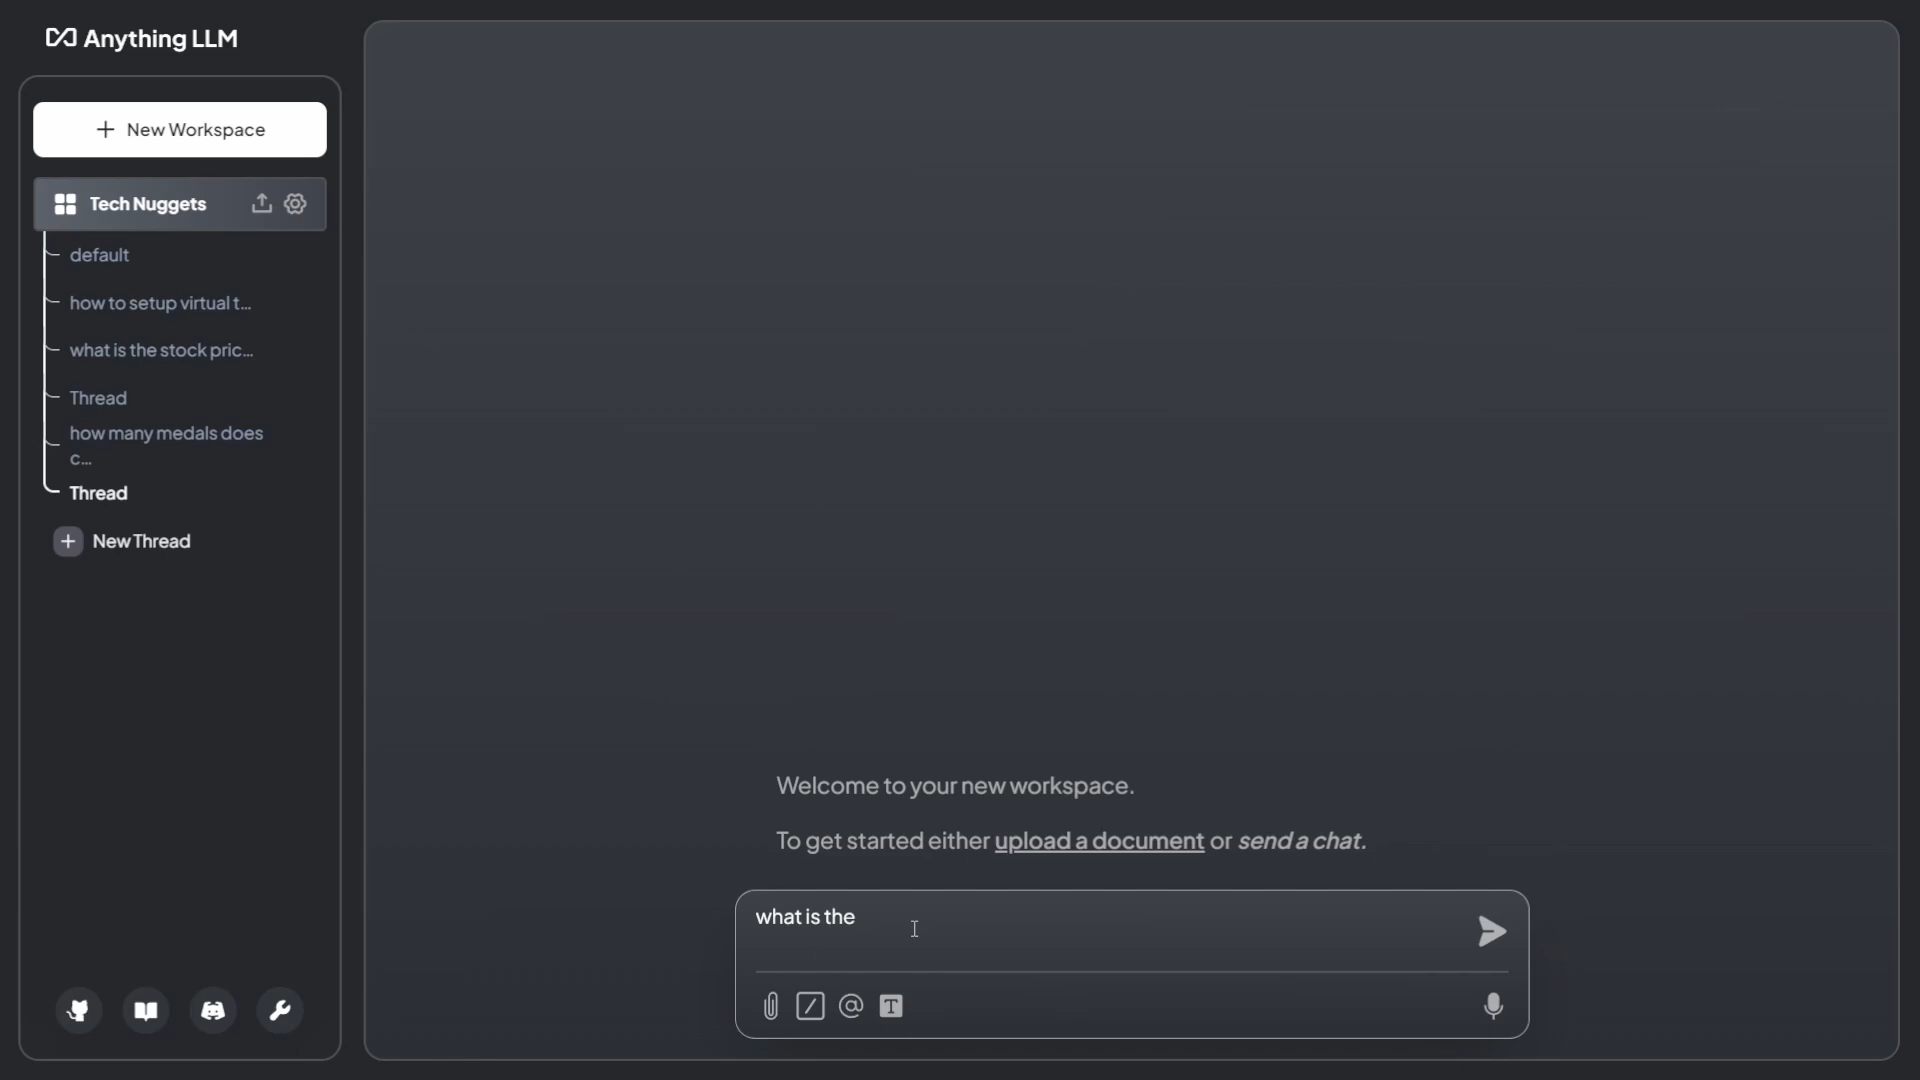 Anything LLM
New Workspace
Tech Nuggets
default
how to setup virtual t...
what is the stock pric...
Thread
how many medals does
c...
Thread
New Thread
Welcome to your new workspace.
To get started either upload a document or send a chat.
what is the